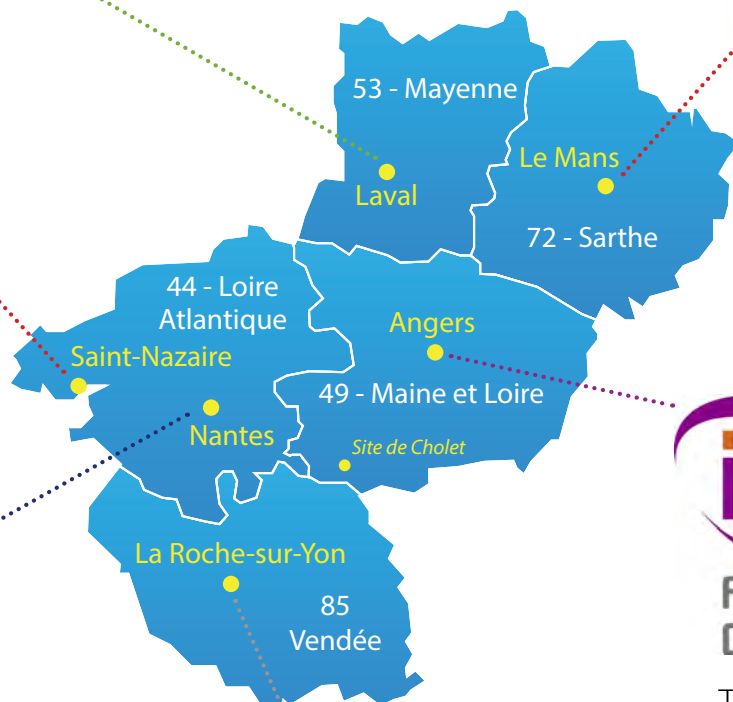 53 - Mayenne
Laval
Le Mans
72 - Sarthe
44 - Loire
Atlantique
Saint-Nazaire
Nantes
Angers
49 - Maine et Loire
Site de Cholet
La Roche-sur-Yon
85
Vendée